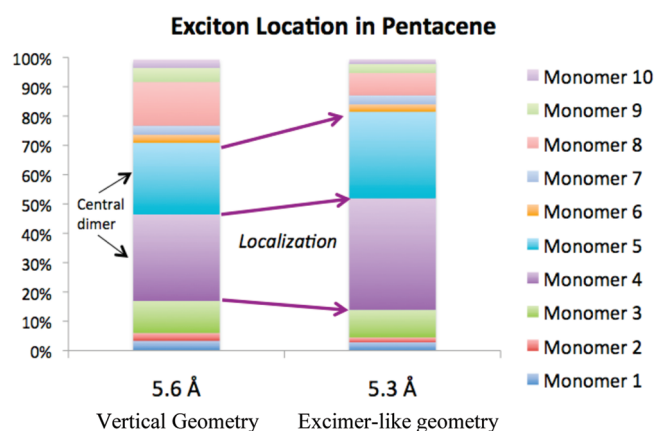 Exciton Location in Pentacene
100%
90%
80%
70%
60%
50%
40%
30%
20%
10%
0%
Central
dimer
Localization
5.6 Å
5.3 Å
Vertical Geometry
Excimer-like geometry
Monomer 10
Monomer 9
Monomer 8
Monomer 7
Monomer 6
Monomer 5
Monomer 4
Monomer 3
Monomer 2
Monomer 1